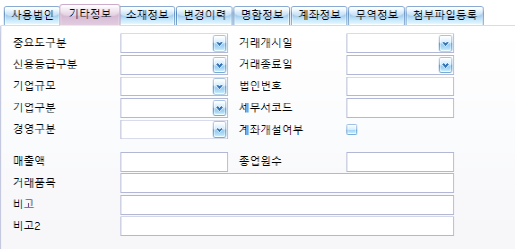 사용법인 기타정보 소재정보 변경이력 명함정보 계좌정보 무역정보 첨부파일등록
중요도구분 거래개시일
신용등급구분 거래종료일
기업규모 법인번호
기업구분 세무서코드
경영구분 계좌개설여부
매출액 종업원수
거래품목
비고
비고2